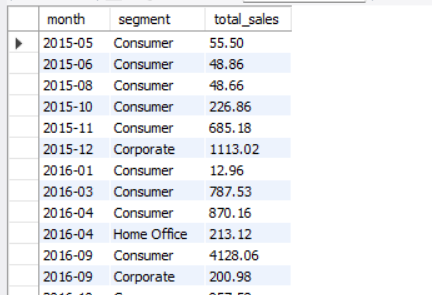 month segment total_sales
2015-05 Consumer 55.50
2015-06 Consumer 48.86
2015-08 Consumer 48.66
2015-10 Consumer 226.86
2015-11 Consumer 685.18
2015-12 Corporate 1113.02
2016-01 Consumer 12.96
2016-03 Consumer 787.53
2016-04 Consumer 870.16
2016-04 Home Office 213.12
2016-09 Consumer 4128.06
2016-09 Corporate 200.98